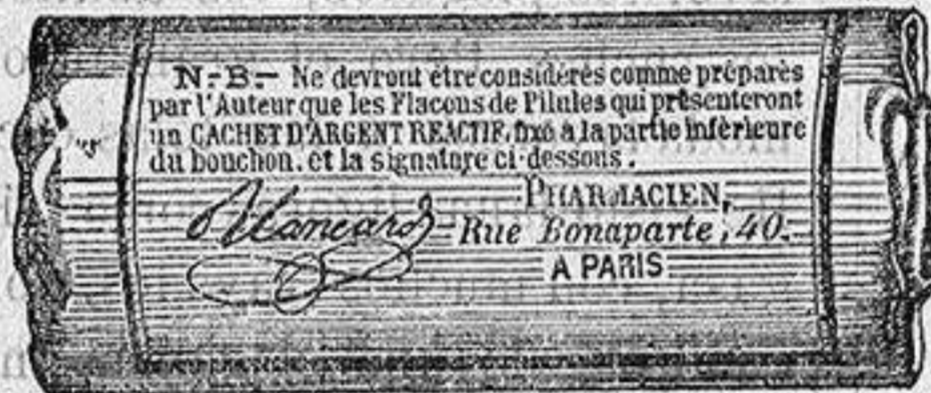 N.-B.- Ne devront être considérés comme préparés
par l'Auteur que les Flacons de Pilules qui présenteront
un CACHET D'ARGENT REACTIF, fixé à la partie inférieure
du bouchon, et la signature ci-dessous.
Blancard
PHARMACIEN,
Rue Bonaparte, 40.
A PARIS